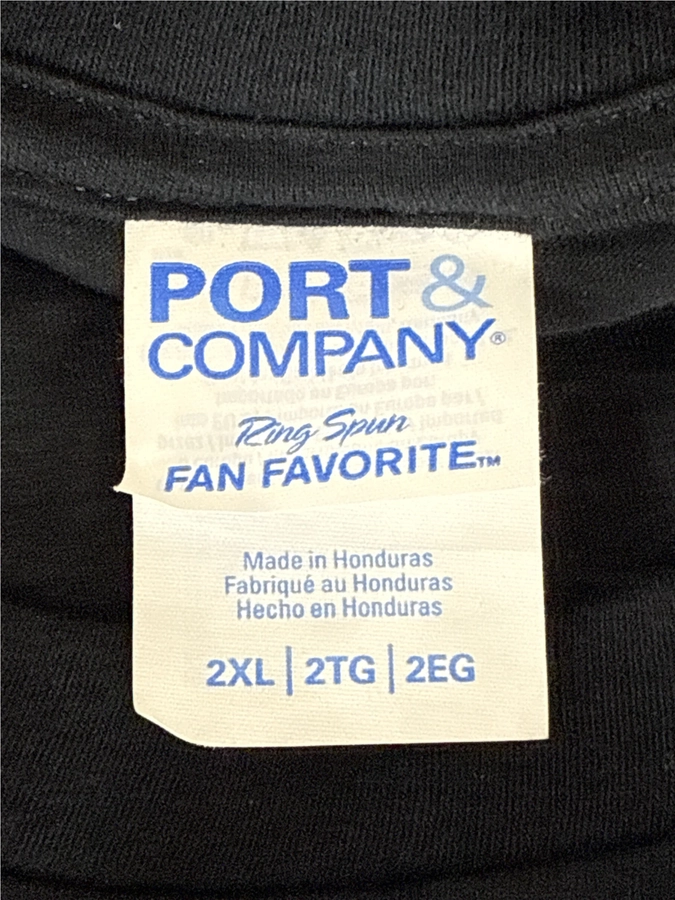 PORT &
COMPANY®
Ring Spun
FAN FAVORITE™
Made in Honduras
Fabriqué au Honduras
Hecho en Honduras
2XL | 2TG | 2EG